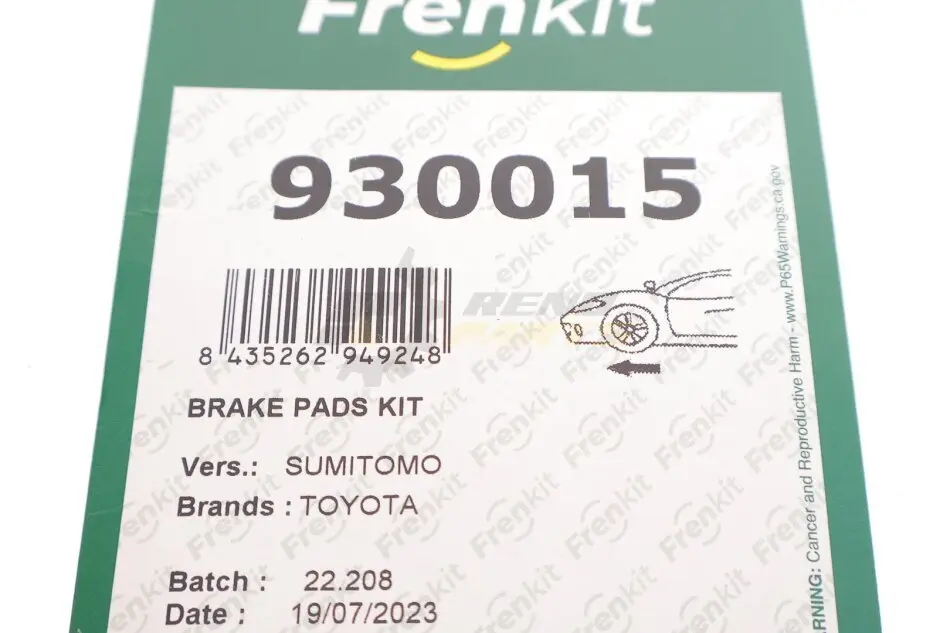 Frenkit
930015
8 435262 949248
BRAKE PADS KIT
Vers.: SUMITOMO
Brands : TOYOTA
Batch : 22.208
Date : 19/07/2023
ARNING: Cancer and Reproductive Harm - www.P65Warnings.ca.gov